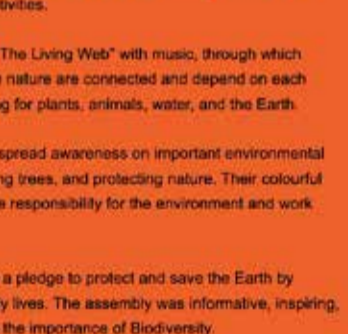 tivities.
The Living Web" with music, through which
nature are connected and depend on each
g for plants, animals, water, and the Earth.
spread awareness on important environmental
ng trees, and protecting nature. Their colourful
e responsibility for the environment and work
a pledge to protect and save the Earth by
y lives. The assembly was informative, inspiring,
the importance of Biodiversity.